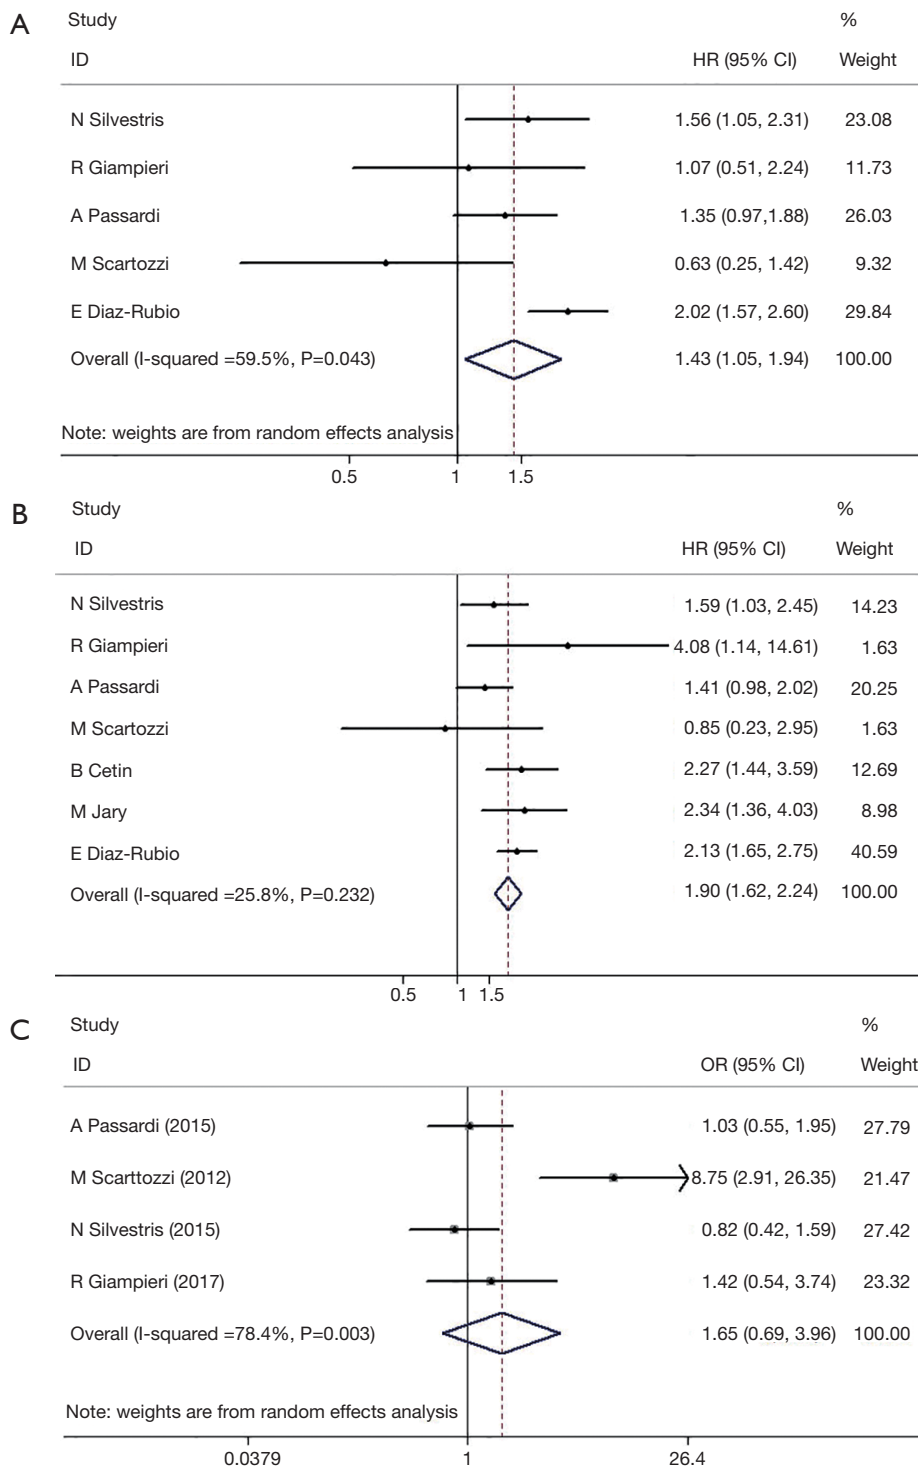 A
Study %
ID HR (95% CI) Weight
N Silvestris 1.56 (1.05, 2.31) 23.08
R Giampieri 1.07 (0.51, 2.24) 11.73
A Passardi 1.35 (0.97,1.88) 26.03
M Scartozzi 0.63 (0.25, 1.42) 9.32
E Diaz-Rubio 2.02 (1.57, 2.60) 29.84
Overall (I-squared =59.5%, P=0.043) 1.43 (1.05, 1.94) 100.00
Note: weights are from random effects analysis
0.5 1 1.5
B
Study %
ID HR (95% CI) Weight
N Silvestris 1.59 (1.03, 2.45) 14.23
R Giampieri 4.08 (1.14, 14.61) 1.63
A Passardi 1.41 (0.98, 2.02) 20.25
M Scartozzi 0.85 (0.23, 2.95) 1.63
B Cetin 2.27 (1.44, 3.59) 12.69
M Jary 2.34 (1.36, 4.03) 8.98
E Diaz-Rubio 2.13 (1.65, 2.75) 40.59
Overall (I-squared =25.8%, P=0.232) 1.90 (1.62, 2.24) 100.00
0.5 1 1.5
C
Study %
ID OR (95% CI) Weight
A Passardi (2015) 1.03 (0.55, 1.95) 27.79
M Scarttozzi (2012) 8.75 (2.91, 26.35) 21.47
N Silvestris (2015) 0.82 (0.42, 1.59) 27.42
R Giampieri (2017) 1.42 (0.54, 3.74) 23.32
Overall (I-squared =78.4%, P=0.003) 1.65 (0.69, 3.96) 100.00
Note: weights are from random effects analysis
0.0379 1 26.4